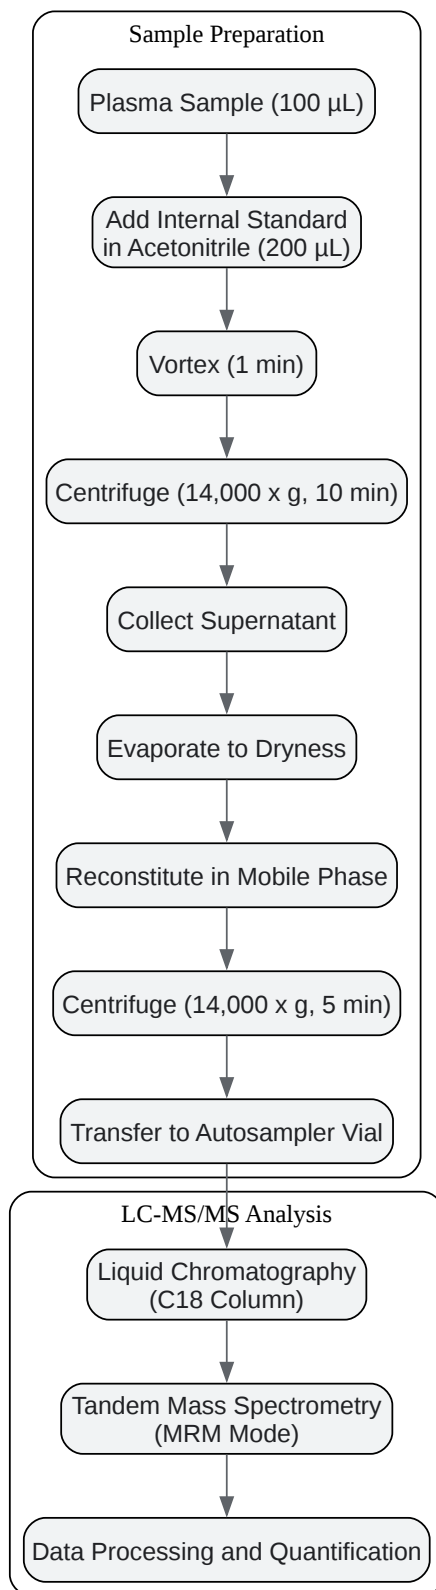 Sample Preparation
Plasma Sample (100 µL)
Add Internal Standard
in Acetonitrile (200 µL)
Vortex (1 min)
Centrifuge (14,000 x g, 10 min)
Collect Supernatant
Evaporate to Dryness
Reconstitute in Mobile Phase
Centrifuge (14,000 x g, 5 min)
Transfer to Autosampler Vial
LC-MS/MS Analysis
Liquid Chromatography
(C18 Column)
Tandem Mass Spectrometry
(MRM Mode)
Data Processing and Quantification